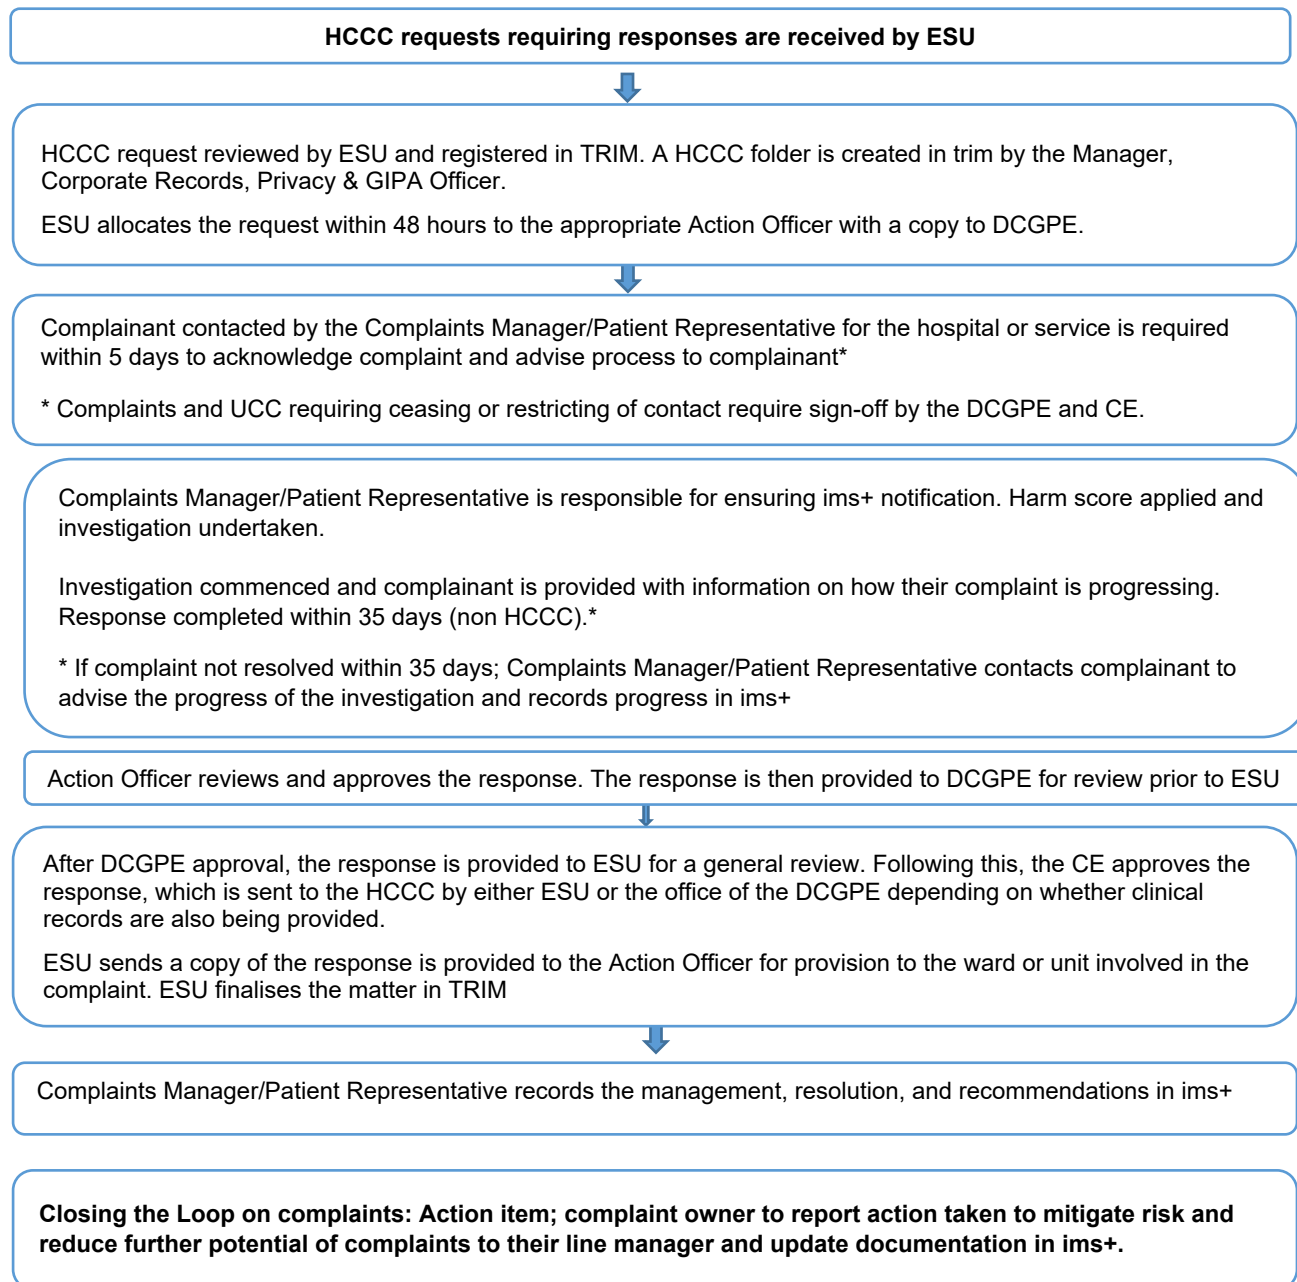 HCCC requests requiring responses are received by ESU
HCCC request reviewed by ESU and registered in TRIM. A HCCC folder is created in trim by the Manager,
Corporate Records, Privacy & GIPA Officer.
ESU allocates the request within 48 hours to the appropriate Action Officer with a copy to DCGPE.
Complainant contacted by the Complaints Manager/Patient Representative for the hospital or service is required
within 5 days to acknowledge complaint and advise process to complainant*
* Complaints and UCC requiring ceasing or restricting of contact require sign-off by the DCGPE and CE.
Complaints Manager/Patient Representative is responsible for ensuring ims+ notification. Harm score applied and
investigation undertaken.
Investigation commenced and complainant is provided with information on how their complaint is progressing.
Response completed within 35 days (non HCCC).*
* If complaint not resolved within 35 days; Complaints Manager/Patient Representative contacts complainant to
advise the progress of the investigation and records progress in ims+
Action Officer reviews and approves the response. The response is then provided to DCGPE for review prior to ESU
After DCGPE approval, the response is provided to ESU for a general review. Following this, the CE approves the
response, which is sent to the HCCC by either ESU or the office of the DCGPE depending on whether clinical
records are also being provided.
ESU sends a copy of the response is provided to the Action Officer for provision to the ward or unit involved in the
complaint. ESU finalises the matter in TRIM
Complaints Manager/Patient Representative records the management, resolution, and recommendations in ims+
Closing the Loop on complaints: Action item; complaint owner to report action taken to mitigate risk and
reduce further potential of complaints to their line manager and update documentation in ims+.